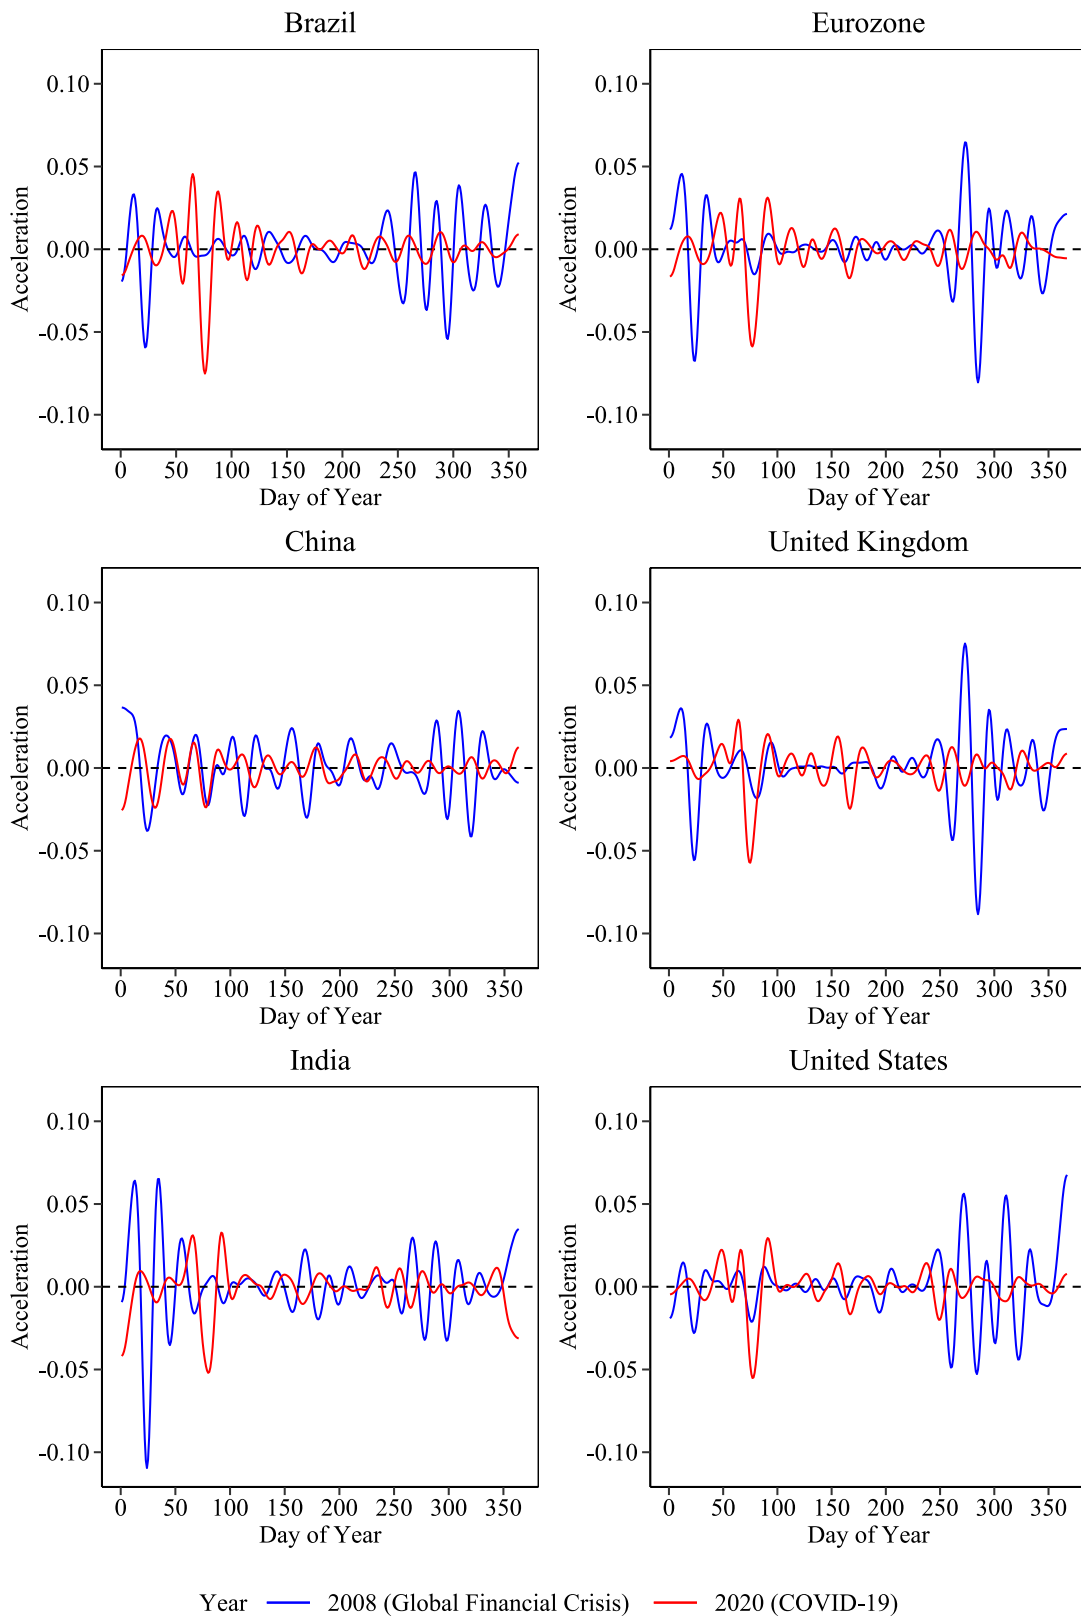 Brazil
Eurozone
0.10
0.05
0.00
-0.05
-0.10
Acceleration
0 50 100 150 200 250 300 350
Day of Year
0.10
0.05
0.00
-0.05
-0.10
Acceleration
0 50 100 150 200 250 300 350
Day of Year
China
United Kingdom
0.10
0.05
0.00
-0.05
-0.10
Acceleration
0 50 100 150 200 250 300 350
Day of Year
0.10
0.05
0.00
-0.05
-0.10
Acceleration
0 50 100 150 200 250 300 350
Day of Year
India
United States
0.10
0.05
0.00
-0.05
-0.10
Acceleration
0 50 100 150 200 250 300 350
Day of Year
0.10
0.05
0.00
-0.05
-0.10
Acceleration
0 50 100 150 200 250 300 350
Day of Year
Year 2008 (Global Financial Crisis) 2020 (COVID-19)